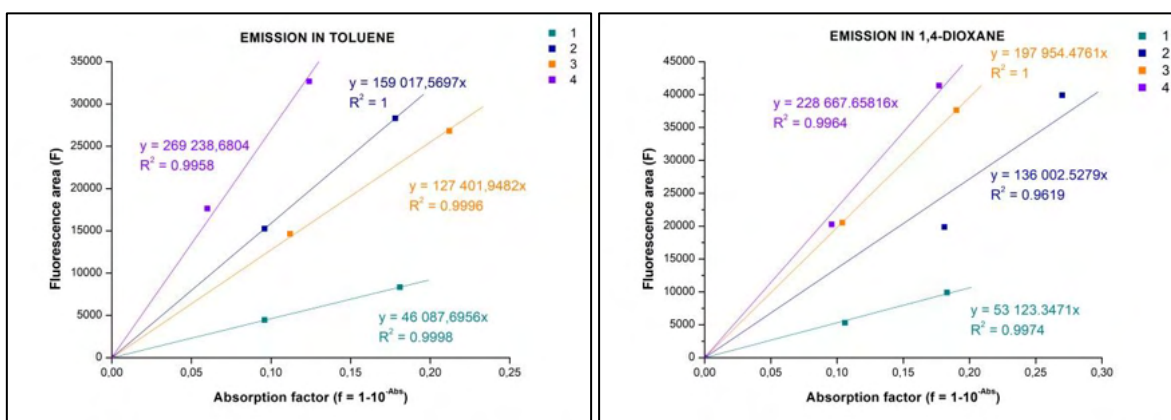 EMISSION IN TOLUENE
1
2
3
4
35000
30000
25000
20000
15000
10000
5000
0
Fluorescence area (F)
y = 159 017,5697x
R² = 1
y = 269 238,6804
R² = 0.9958
y = 127 401,9482x
R² = 0.9996
y = 46 087,6956x
R² = 0.9998
0,00 0,05 0,10 0,15 0,20 0,25
Absorption factor (f = 1-10^-Abs)
EMISSION IN 1,4-DIOXANE
1
2
3
4
45000
40000
35000
30000
25000
20000
15000
10000
5000
0
Fluorescence area (F)
y = 197 954.4761x
R² = 1
y = 228 667.65816x
R² = 0.9964
y = 136 002.5279x
R² = 0.9619
y = 53 123.3471x
R² = 0.9974
0,00 0,05 0,10 0,15 0,20 0,25 0,30
Absorption factor (f = 1-10^-Abs)